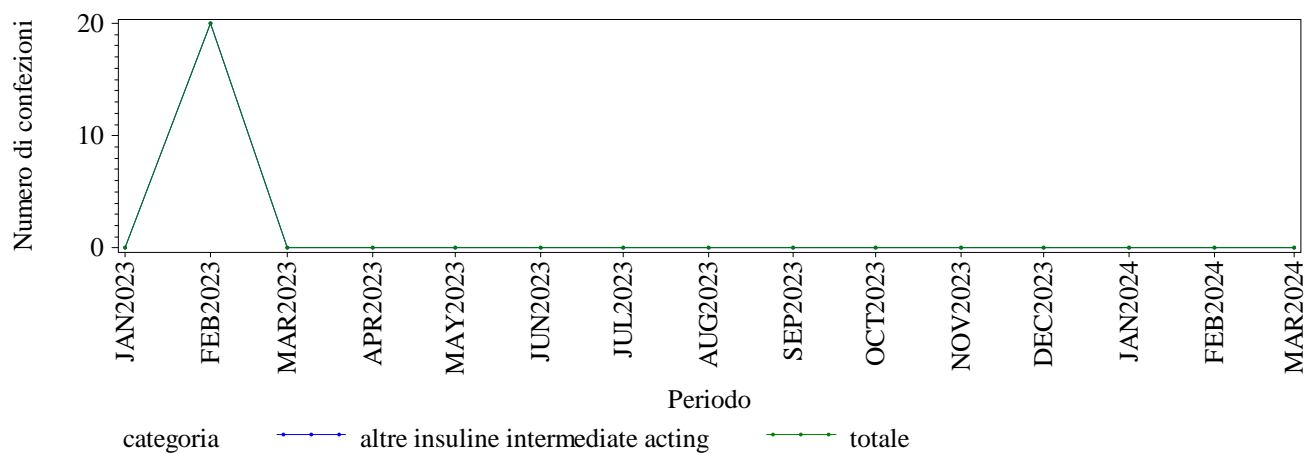 Numero di confezioni
20
10
0
JAN2023
FEB2023
MAR2023
APR2023
MAY2023
JUN2023
JUL2023
AUG2023
SEP2023
OCT2023
NOV2023
DEC2023
JAN2024
FEB2024
MAR2024
Periodo
categoria altre insuline intermediate acting totale